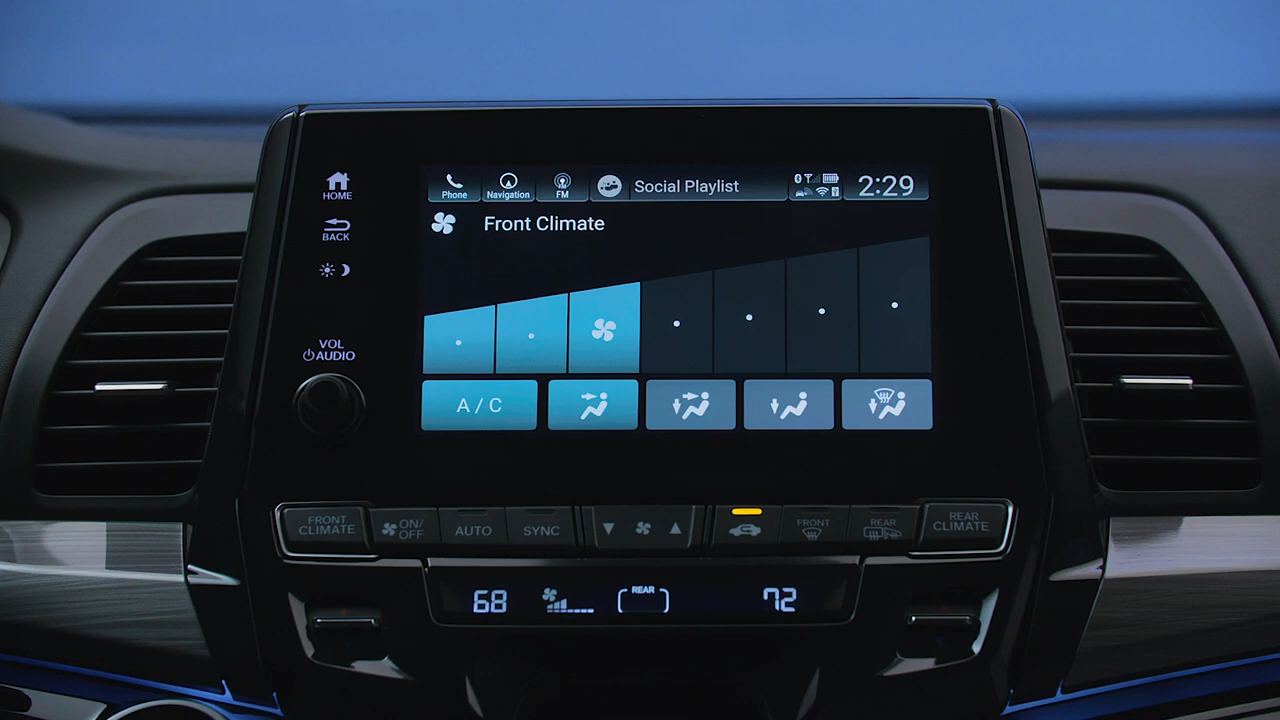 HOME
BACK
VOL
AUDIO
Phone
Navigation
FM
Social Playlist
2:29
Front Climate
A/C
FRONT
CLIMATE
ON/
OFF
AUTO
SYNC
FRONT
REAR
REAR
CLIMATE
68
REAR
72